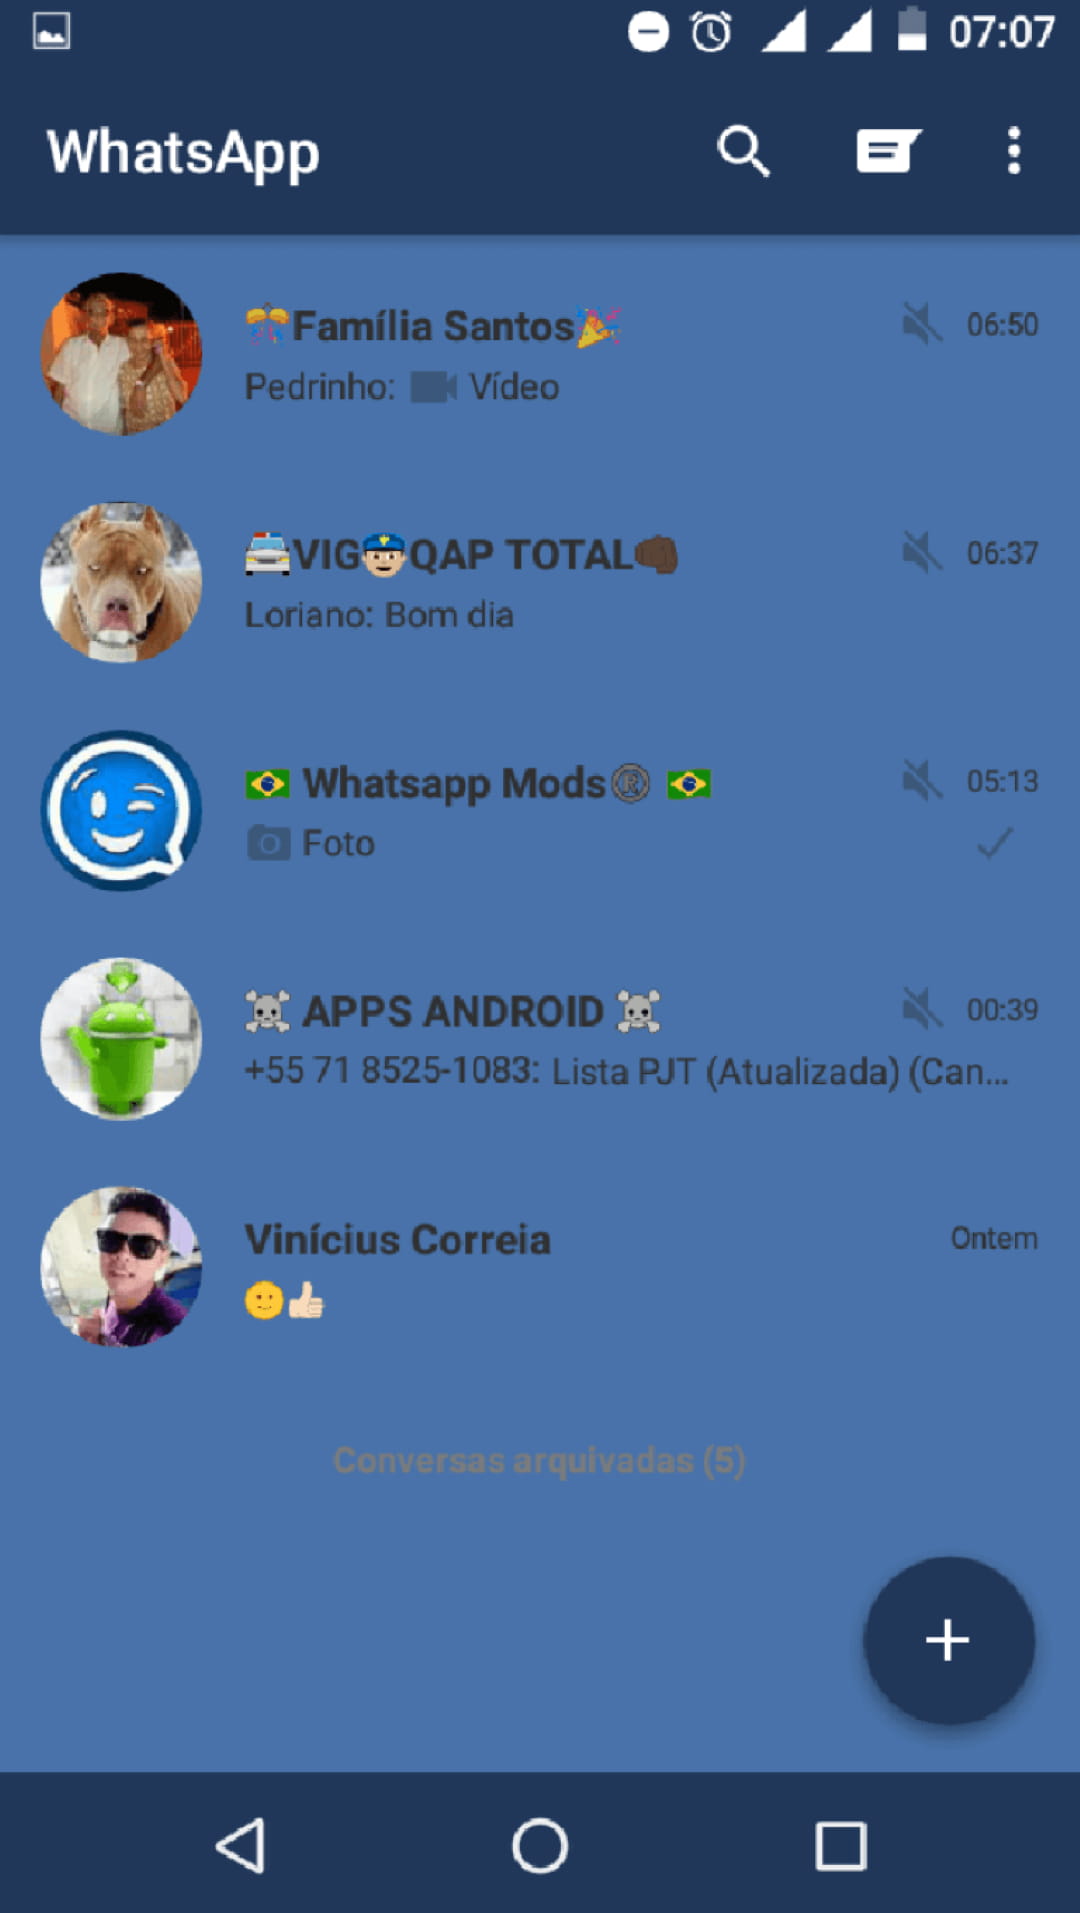 07:07
WhatsApp
🎊Família Santos🎉 06:50
Pedrinho: Vídeo
🚔VIG👮🏻QAP TOTAL👊🏿 06:37
Loriano: Bom dia
🇧🇷 Whatsapp Mods®️ 🇧🇷 05:13
Foto
☠️ APPS ANDROID ☠️ 00:39
+55 71 8525-1083: Lista PJT (Atualizada) (Can...
Vinícius Correia Ontem
🙂👍🏻
Conversas arquivadas (5)